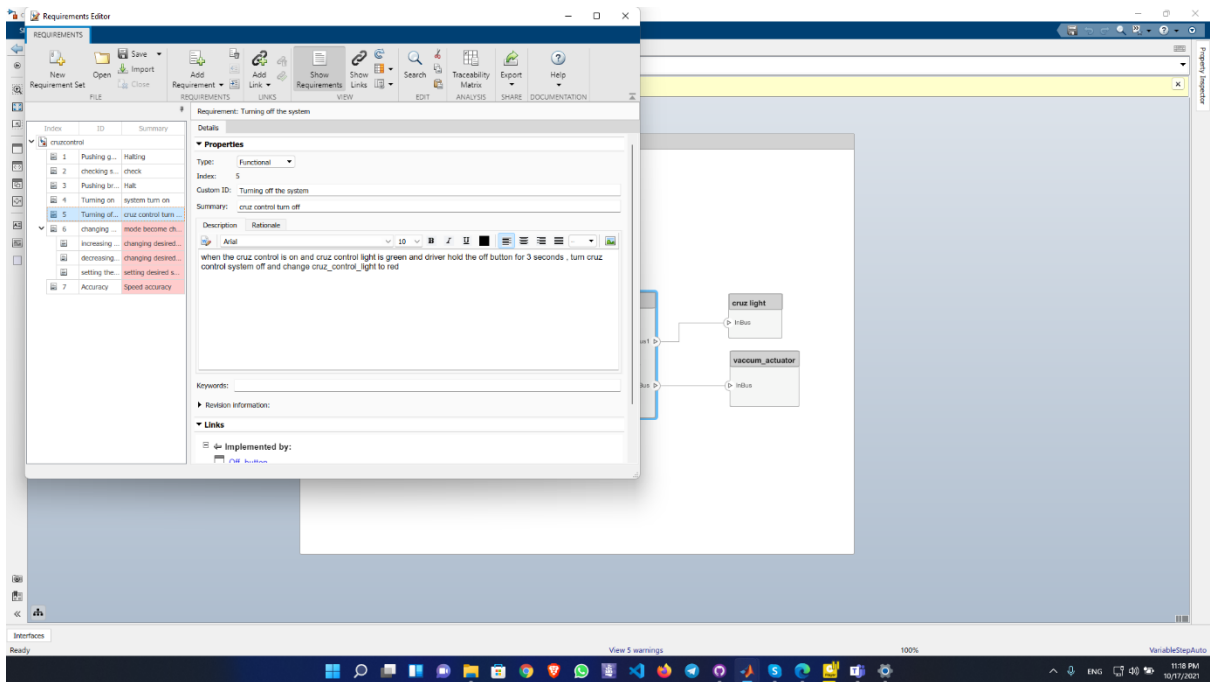 Requirements Editor
REQUIREMENTS
New
Requirement Set
Open
Save
Import
Close
FILE
Add
Requirement
REQUIREMENTS
Add
Link
LINKS
Show
Requirements
Show
Links
VIEW
Search
EDIT
Traceability
Matrix
ANALYSIS
Export
SHARE
Help
DOCUMENTATION
Property Inspector
Requirement: Turning off the system
Index ID Summary
cruzcontrol
1 Pushing g... Halting
2 checking s... check
3 Pushing br... Halt
4 Turning on system turn on
5 Turning of... cruz control turn ...
6 changing ... mode become ch...
increasing ... changing desired...
decreasing... changing desired...
setting the... setting desired s...
7 Accuracy Speed accuracy
Details
Properties
Type: Functional
Index: 5
Custom ID: Turning off the system
Summary: cruz control turn off
Description Rationale
Arial 10 B I U
when the cruz control is on and cruz control light is green and driver hold the off button for 3 seconds , turn cruz
control system off and change cruz_control_light to red
Keywords:
Revision information:
Links
Implemented by:
Off_button
cruz light
InBus
vaccum_actuator
InBus
Interfaces
Ready
View 5 warnings
100%
VariableStepAuto
ENG
11:18 PM
10/17/2021